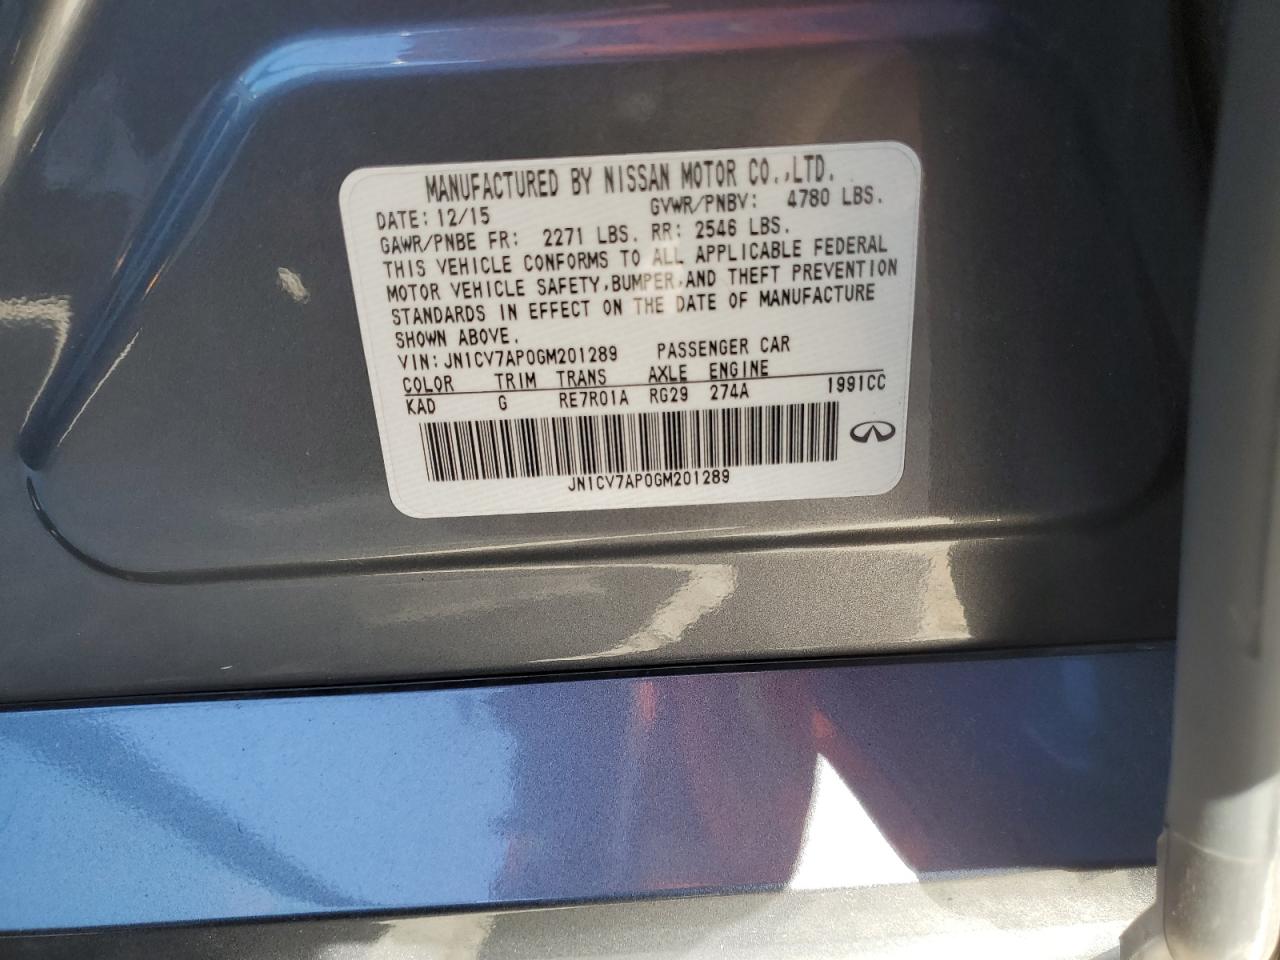 MANUFACTURED BY NISSAN MOTOR CO.,LTD.
DATE: 12/15 GVWR/PNBV: 4780 LBS.
GAWR/PNBE FR: 2271 LBS. RR: 2546 LBS.
THIS VEHICLE CONFORMS TO ALL APPLICABLE FEDERAL
MOTOR VEHICLE SAFETY,BUMPER,AND THEFT PREVENTION
STANDARDS IN EFFECT ON THE DATE OF MANUFACTURE
SHOWN ABOVE.
VIN: JN1CV7AP0GM201289 PASSENGER CAR
COLOR TRIM TRANS AXLE ENGINE
KAD G RE7R01A RG29 274A 1991CC
JN1CV7AP0GM201289